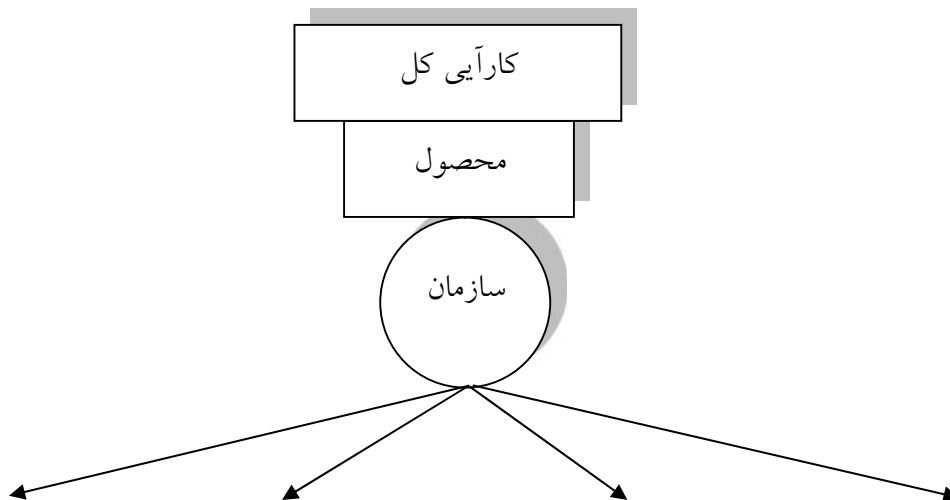 کارآیی کل
محصول
سازمان